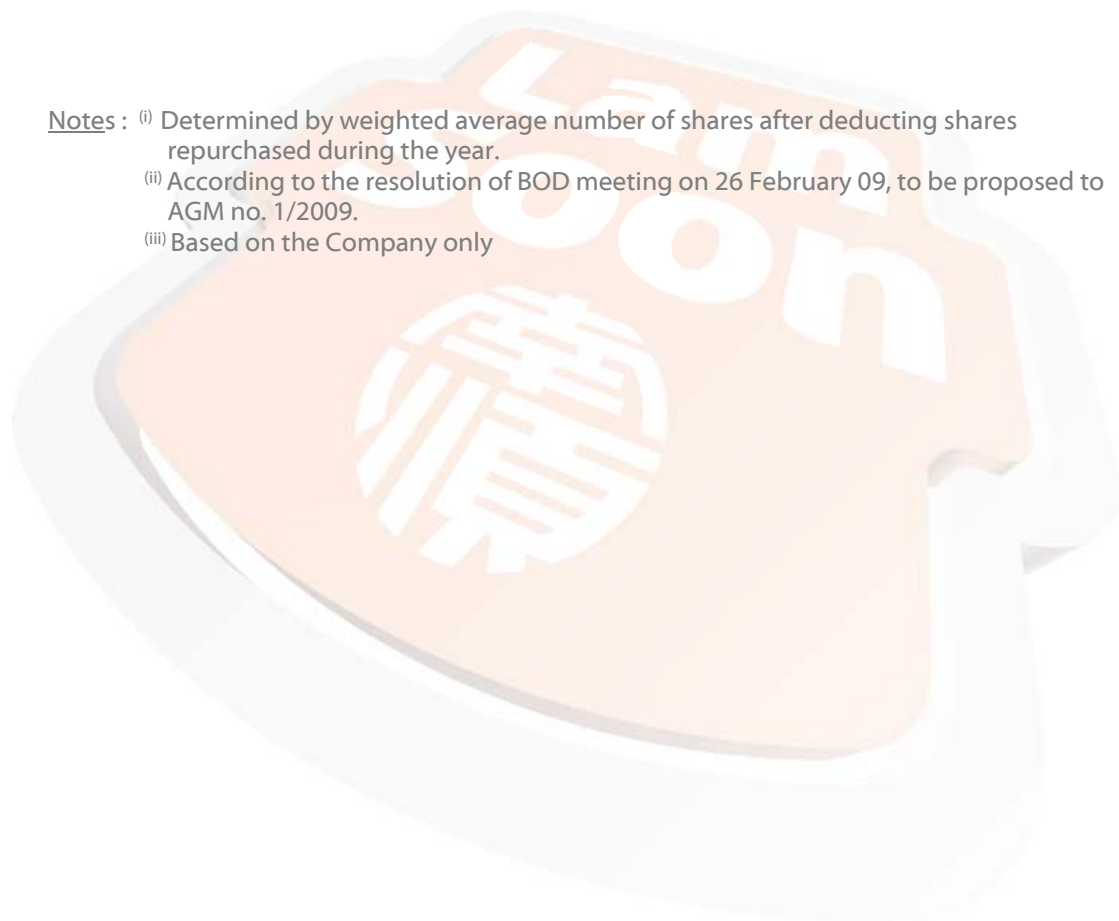 Lam
Soon
Notes : (i) Determined by weighted average number of shares after deducting shares
repurchased during the year.
(ii) According to the resolution of BOD meeting on 26 February 09, to be proposed to
AGM no. 1/2009.
(iii) Based on the Company only